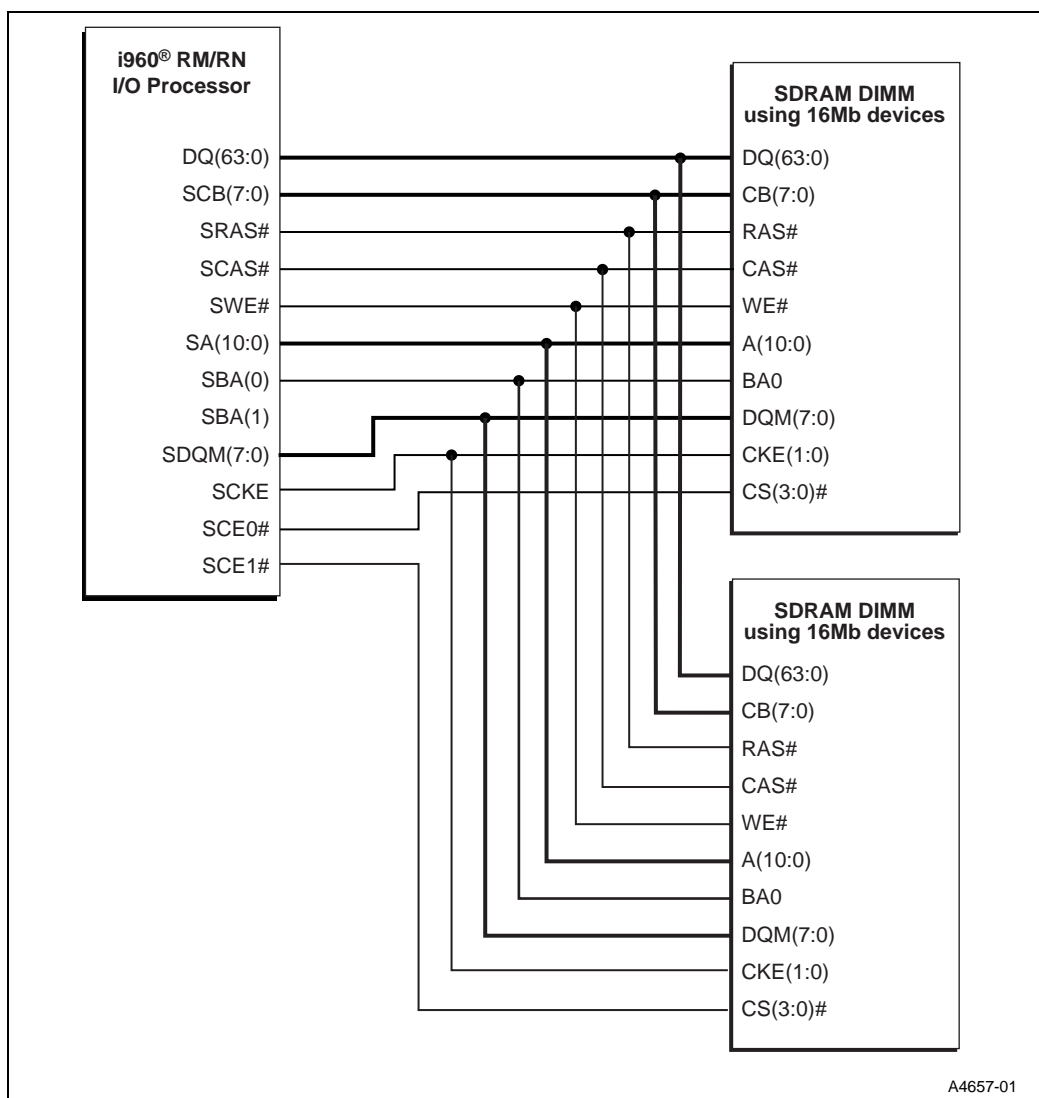 i960® RM/RN
I/O Processor
DQ(63:0)
SCB(7:0)
SRAS#
SCAS#
SWE#
SA(10:0)
SBA(0)
SBA(1)
SDQM(7:0)
SCKE
SCE0#
SCE1#
SDRAM DIMM
using 16Mb devices
DQ(63:0)
CB(7:0)
RAS#
CAS#
WE#
A(10:0)
BA0
DQM(7:0)
CKE(1:0)
CS(3:0)#
SDRAM DIMM
using 16Mb devices
DQ(63:0)
CB(7:0)
RAS#
CAS#
WE#
A(10:0)
BA0
DQM(7:0)
CKE(1:0)
CS(3:0)#
A4657-01